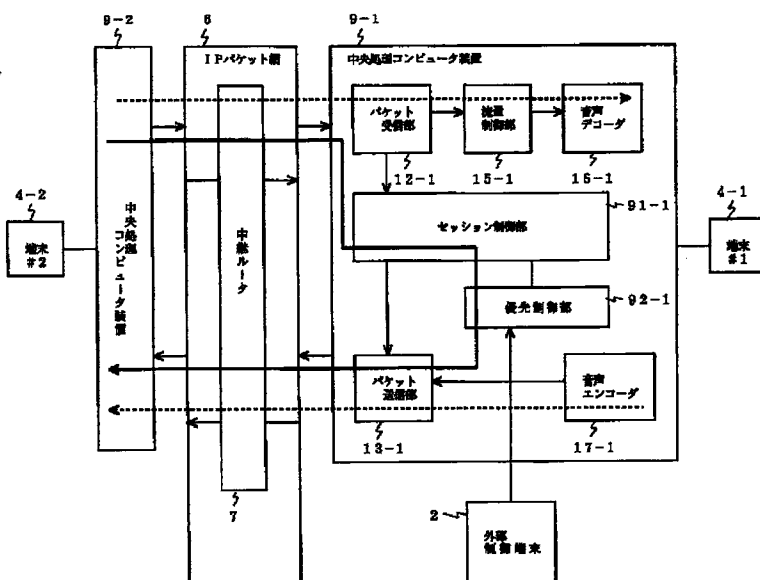 9-2
6
9-1
IPパケット網
中央処理コンピュータ装置
パケット
受信部
流量
制御部
音声
デコーダ
12-1
15-1
16-1
4-2
端末
#2
中央処理
コンピュータ装置
中継ルータ
セッション制御部
91-1
4-1
端末
#1
優先制御部
92-1
パケット
送信部
音声
エンコーダ
13-1
17-1
7
2
外部
制御端末